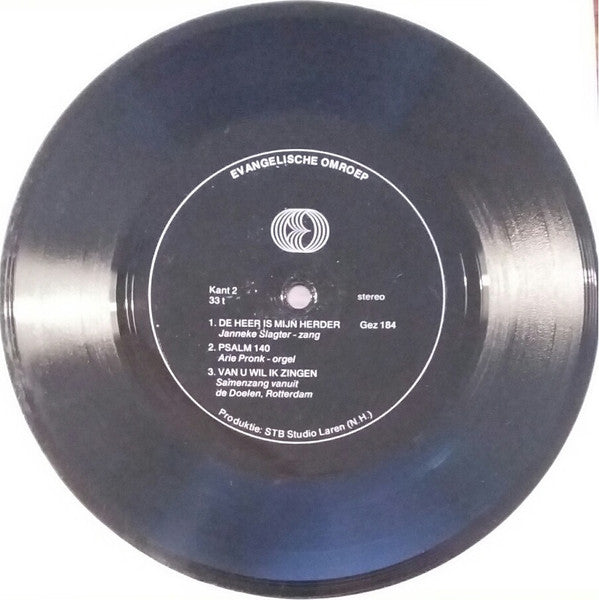 EVANGELISCHE OMROEP
Kant 2
33 t
stereo
1. DE HEER IS MIJN HERDER Gez 184
Janneke Slagter - zang
2. PSALM 140
Arie Pronk - orgel
3. VAN U WIL IK ZINGEN
Samenzang vanuit
de Doelen, Rotterdam
Produktie: STB Studio Laren (N.H.)